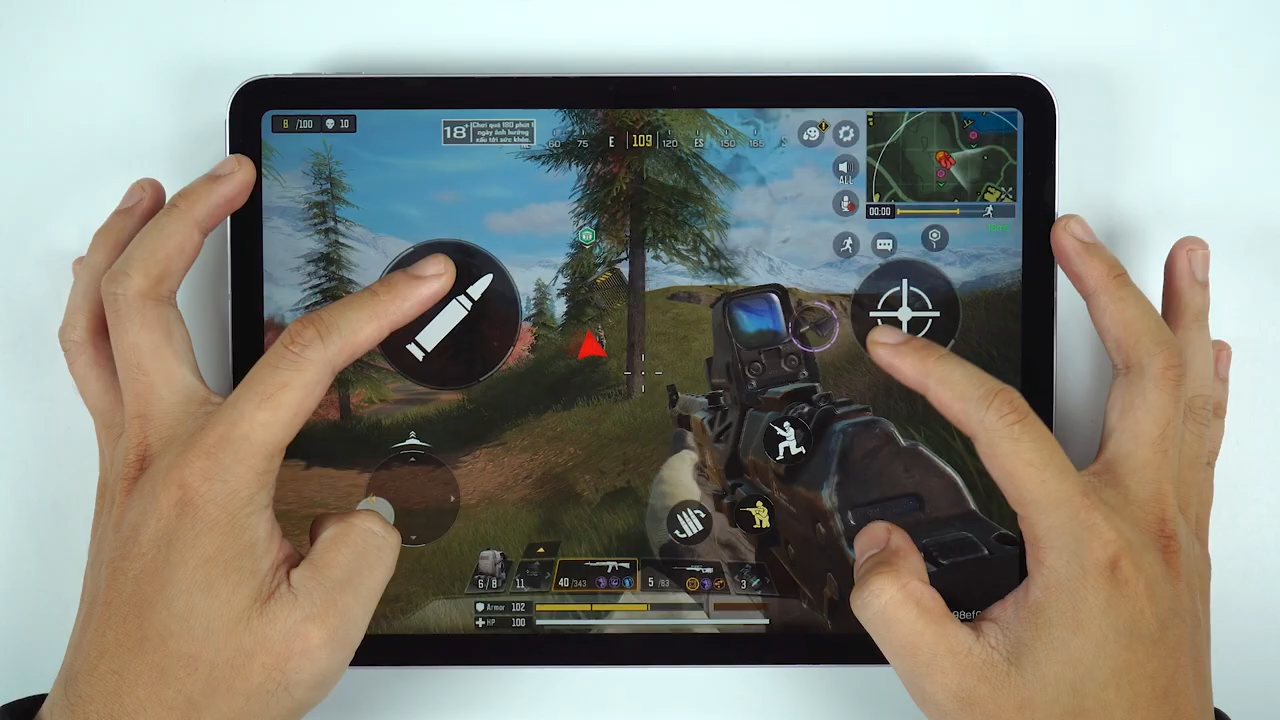 8 /100 10
18+ Chơi quá 180 phút 1
ngày ảnh hưởng
xấu tới sức khỏe.
60 75 E 109 120 ES 150 165
ALL
00:00
6/8 11 40/343 5/83 3
Armor 102
HP 100